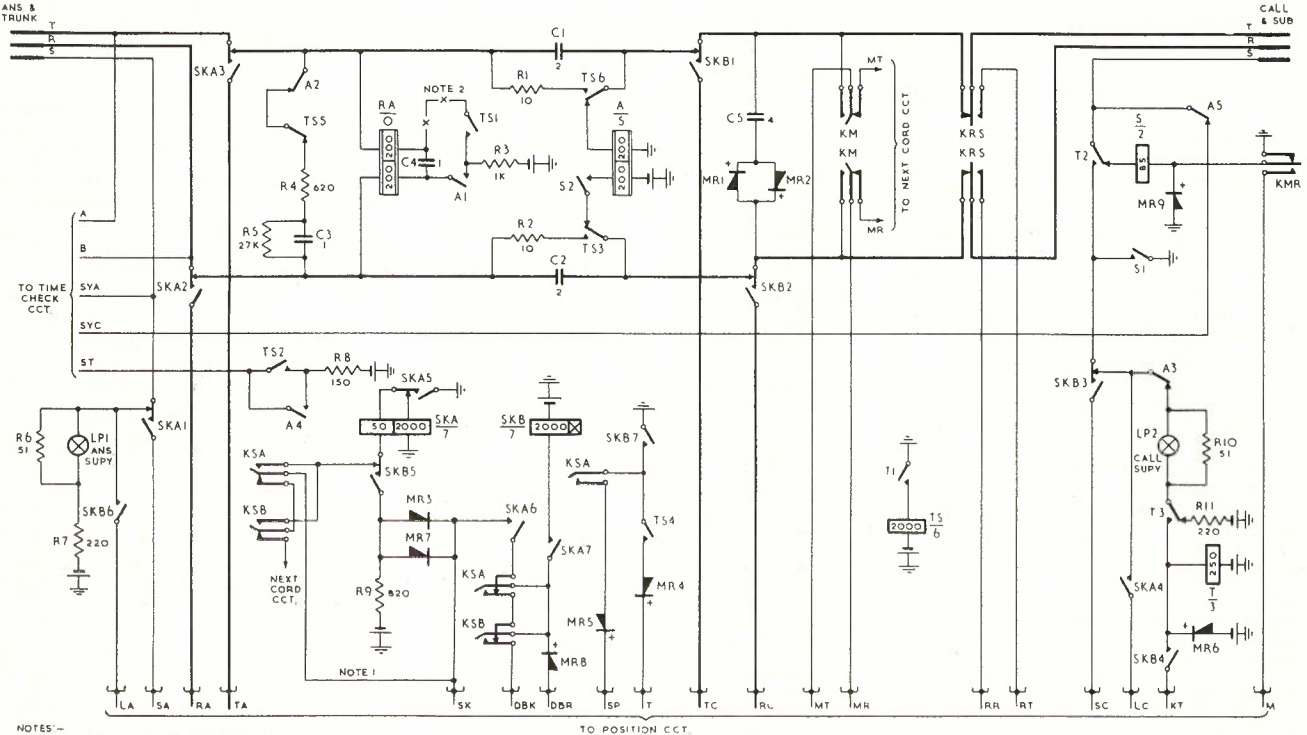 ANS &
TRUNK
T
R
S
CALL
& SUB
T
R
S
C1
2
SKA3
SKB1
A2
R1
10
TS6
NOTE 2
MT
A5
RA
0
TS1
A
5
TS5
200
200
C4
1
R3
1K
200
200
C5
4
KM
KM
TO NEXT CORD CCT
KRS
KRS
T2
S
2
85
R4
620
A1
S2
MR1
MR2
MR9
KMR
A
R5
27K
C3
1
R2
10
TS3
MR
B
C2
2
S1
TO TIME
CHECK
CCT.
SYA
SKA2
SKB2
SYC
ST
TS2
R8
150
A4
SKA5
50
2000
SKA
7
SKB
7
2000
SKB3
A3
R6
51
LP1
ANS
SUPY
SKA1
SKB7
LP2
CALL
SUPY
R10
51
KSA
SKB5
KSA
T1
KSB
MR3
SKA6
TS4
T3
R11
220
SKB6
2000
TS
6
R7
220
MR7
SKA7
250
T
3
NEXT
CORD
CCT.
R9
820
KSA
MR4
SKA4
KSB
MR5
MR6
MR8
SKB4
NOTE 1
LA
SA
RA
TA
SK
DBK
DBR
SP
T
TC
RC
MT
MR
RR
RT
SC
LC
KT
M
NOTES:-
TO POSITION CCT.